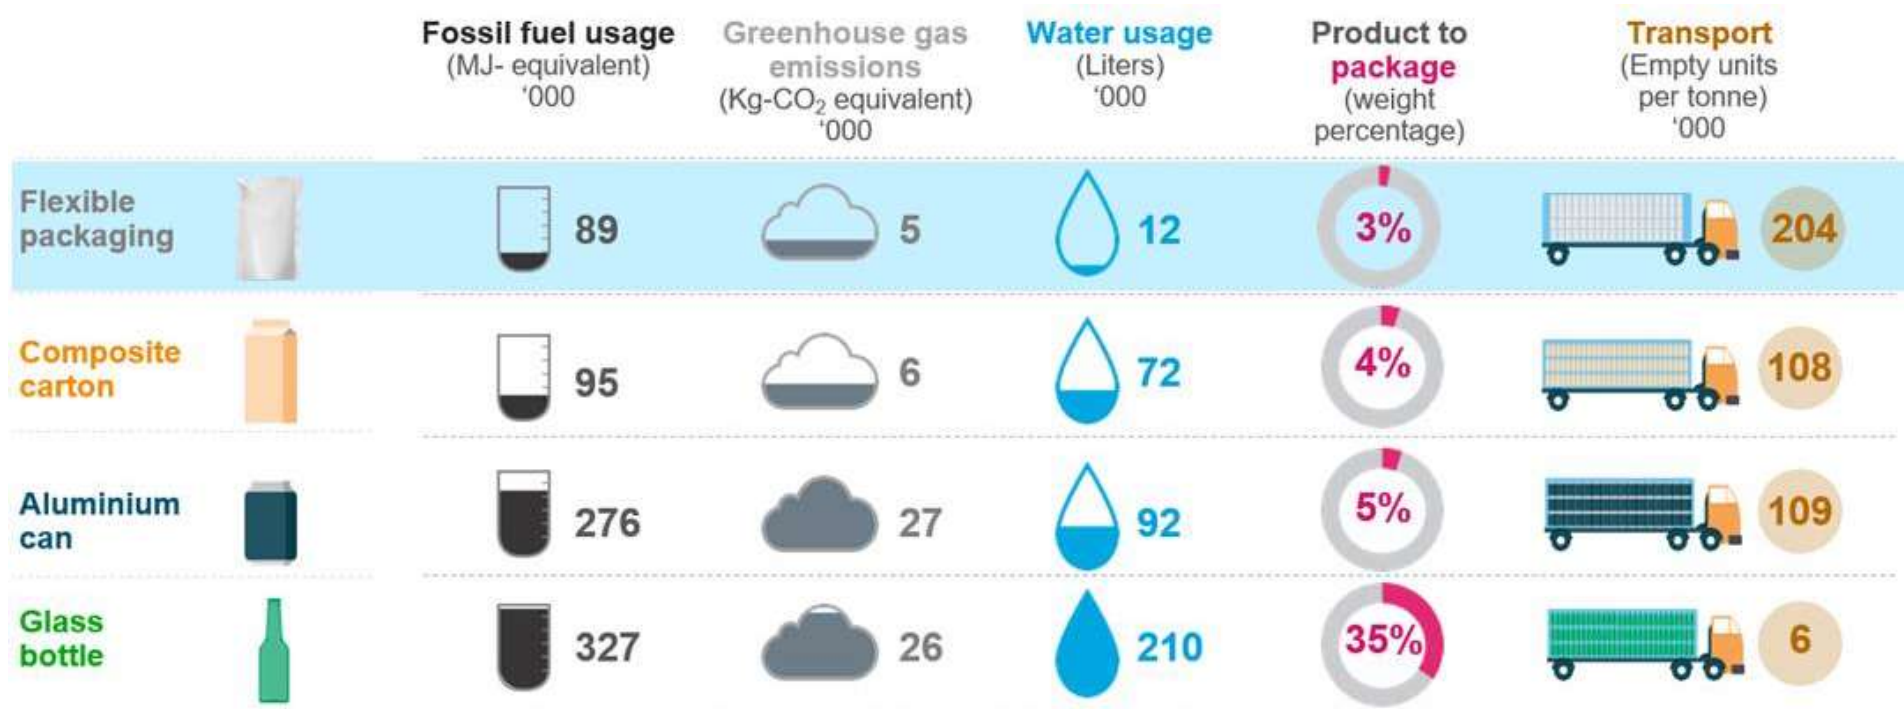 Fossil fuel usage
(MJ- equivalent)
‘000
Greenhouse gas
emissions
(Kg-CO₂ equivalent)
‘000
Water usage
(Liters)
‘000
Product to
package
(weight
percentage)
Transport
(Empty units
per tonne)
‘000
Flexible
packaging
89
5
12
3%
204
Composite
carton
95
6
72
4%
108
Aluminium
can
276
27
92
5%
109
Glass
bottle
327
26
210
35%
6